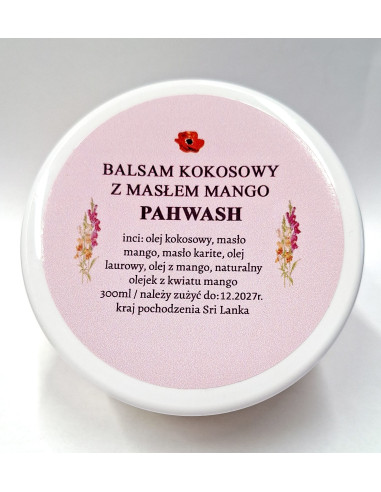 BALSAM KOKOSOWY
Z MASŁEM MANGO
PAHWASH
inci: olej kokosowy, masło
mango, masło karite, olej
laurowy, olej z mango, naturalny
olejek z kwiatu mango
300ml / należy zużyć do:12.2027r.
kraj pochodzenia Sri Lanka